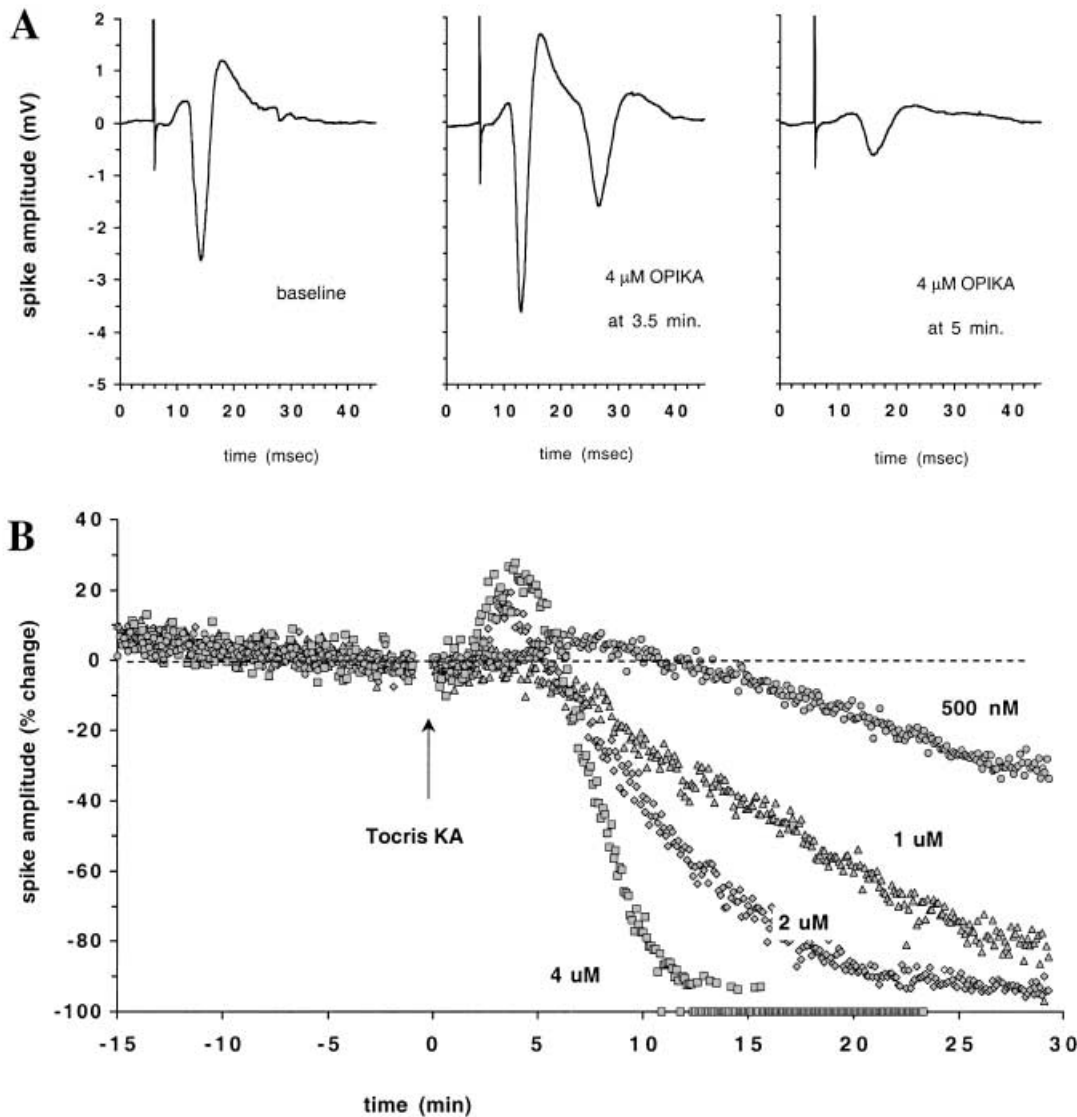 A
spike amplitude (mV)
2
1
0
-1
-2
-3
-4
-5
baseline
0 10 20 30 40
time (msec)
4 μM OPIKA
at 3.5 min.
0 10 20 30 40
time (msec)
4 μM OPIKA
at 5 min.
0 10 20 30 40
time (msec)
B
spike amplitude (% change)
40
20
0
-20
-40
-60
-80
-100
Tocris KA
500 nM
1 uM
2 uM
4 uM
-15 -10 -5 0 5 10 15 20 25 30
time (min)